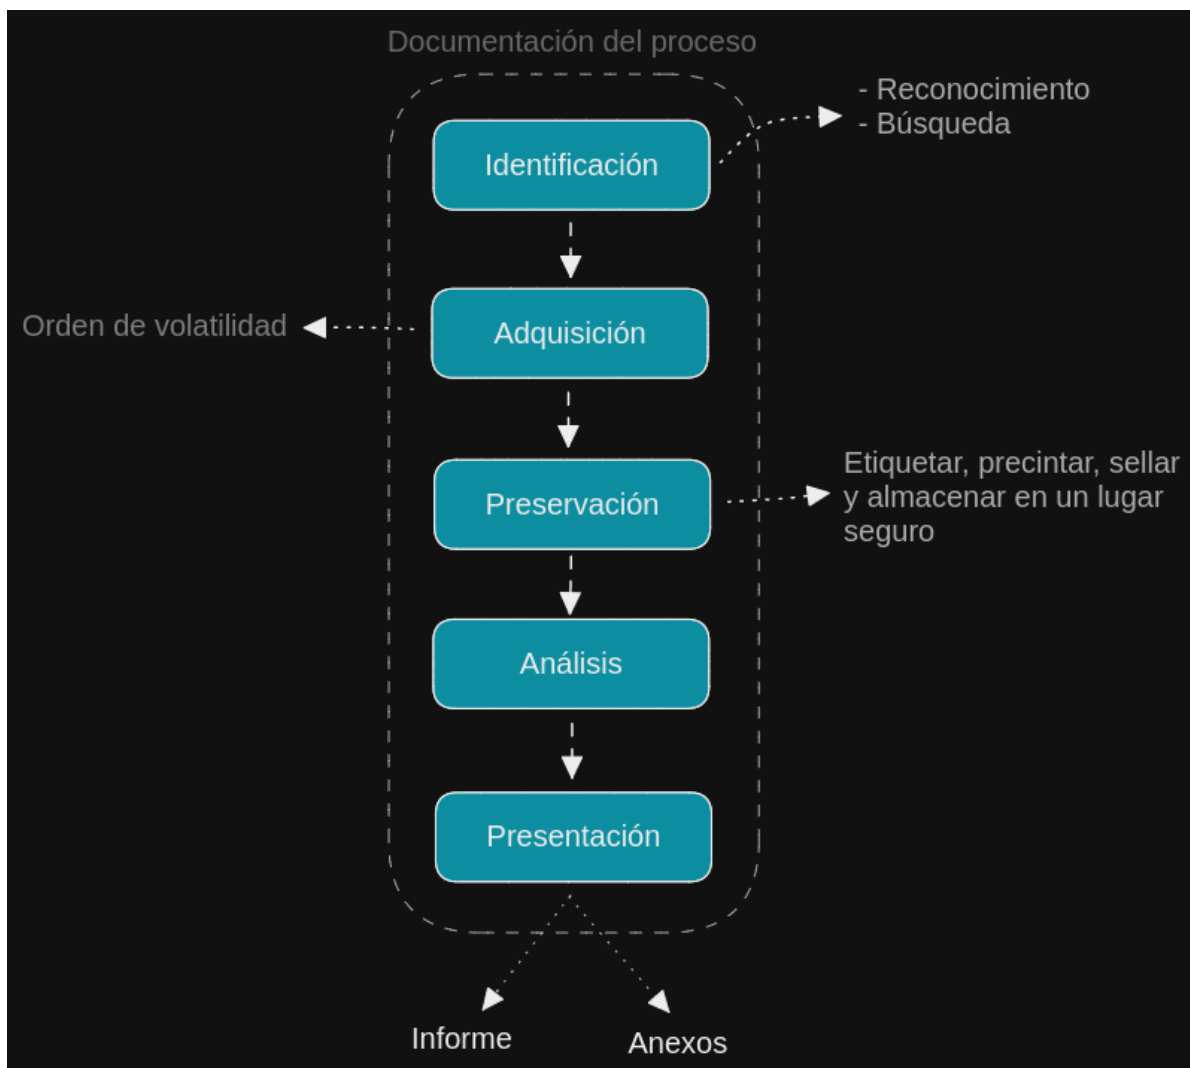 Documentación del proceso
- Reconocimiento
- Búsqueda
Identificación
Orden de volatilidad
Adquisición
Etiquetar, precintar, sellar
y almacenar en un lugar
seguro
Preservación
Análisis
Presentación
Informe
Anexos